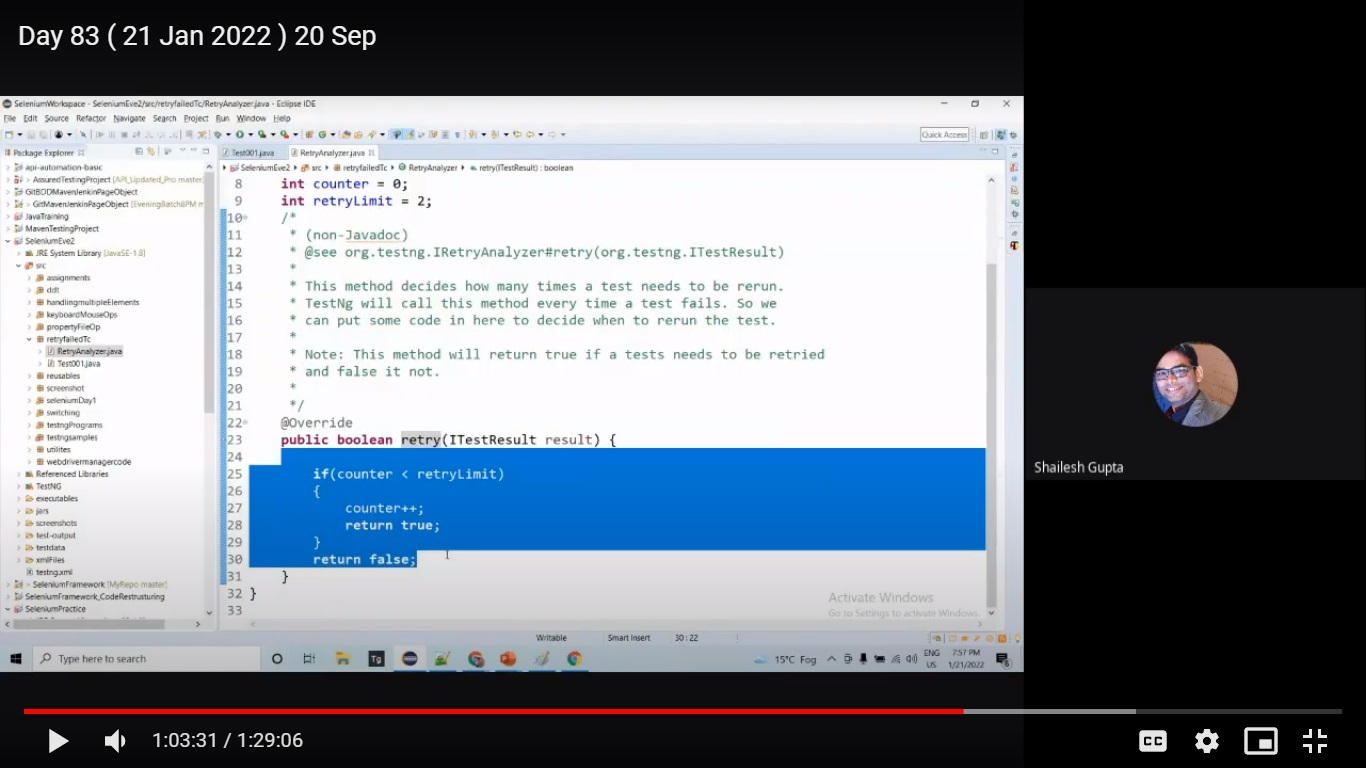 Day 83 ( 21 Jan 2022 ) 20 Sep
SeleniumWorkspace - SeleniumEve2/src/retryfailedTc/RetryAnalyzer.java - Eclipse IDE
File Edit Source Refactor Navigate Search Project Run Window Help
Quick Access
Package Explorer
Test001.java RetryAnalyzer.java
SeleniumEve2 src retryfailedTc RetryAnalyzer retry(ITestResult) : boolean
api-automation-basic
> AssuredTestingProject [API_Updated_Pro master]
GitBDDMavenJenkinPageObject
> GitMavenJenkinPageObject [EveningBatch8PM m
JavaTraining
MavenTestingProject
SeleniumEve2
JRE System Library [JavaSE-1.8]
src
assignments
ddt
handlingmultipleElements
keyboardMouseOps
propertyFileOp
retryfailedTc
RetryAnalyzer.java
Test001.java
reusables
screenshot
seleniumDay1
switching
testngPrograms
testngsamples
utilites
webdrivermanagercode
Referenced Libraries
TestNG
executables
jars
screenshots
test-output
testdata
xmlFiles
testng.xml
> SeleniumFramework [MyRepo master]
SeleniumFramework_CodeRestrusturing
SeleniumPractice
8 int counter = 0;
9 int retryLimit = 2;
10 /*
11 * (non-Javadoc)
12 * @see org.testng.IRetryAnalyzer#retry(org.testng.ITestResult)
13 *
14 * This method decides how many times a test needs to be rerun.
15 * TestNg will call this method every time a test fails. So we
16 * can put some code in here to decide when to rerun the test.
17 *
18 * Note: This method will return true if a tests needs to be retried
19 * and false it not.
20 *
21 */
22 @Override
23 public boolean retry(ITestResult result) {
24
25 if(counter < retryLimit)
26 {
27 counter++;
28 return true;
29 }
30 return false;
31 }
32 }
33
Activate Windows
Go to Settings to activate Windows.
Writable Smart Insert 30 : 22
Type here to search
Tg
15°C Fog
ENG
US
7:57 PM
1/21/2022
Shailesh Gupta
1:03:31 / 1:29:06
CC